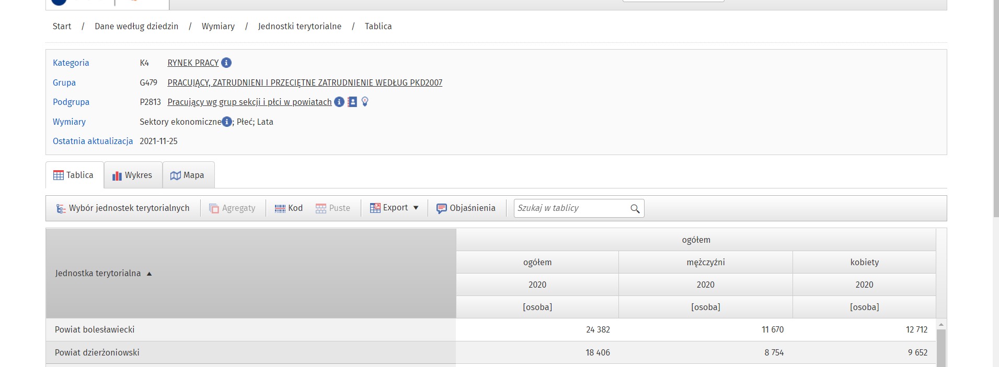 Start / Dane według dziedzin / Wymiary / Jednostki terytorialne / Tablica
Kategoria K4 RYNEK PRACY
Grupa G479 PRACUJĄCY, ZATRUDNIENI I PRZECIĘTNE ZATRUDNIENIE WEDŁUG PKD2007
Podgrupa P2813 Pracujący wg grup sekcji i płci w powiatach
Wymiary Sektory ekonomiczne; Płeć; Lata
Ostatnia aktualizacja 2021-11-25
Tablica Wykres Mapa
Wybór jednostek terytorialnych Agregaty Kod Puste Export Objaśnienia Szukaj w tablicy
ogółem
ogółem mężczyźni kobiety
Jednostka terytorialna
2020 2020 2020
[osoba] [osoba] [osoba]
Powiat bolesławiecki 24 382 11 670 12 712
Powiat dzierżoniowski 18 406 8 754 9 652